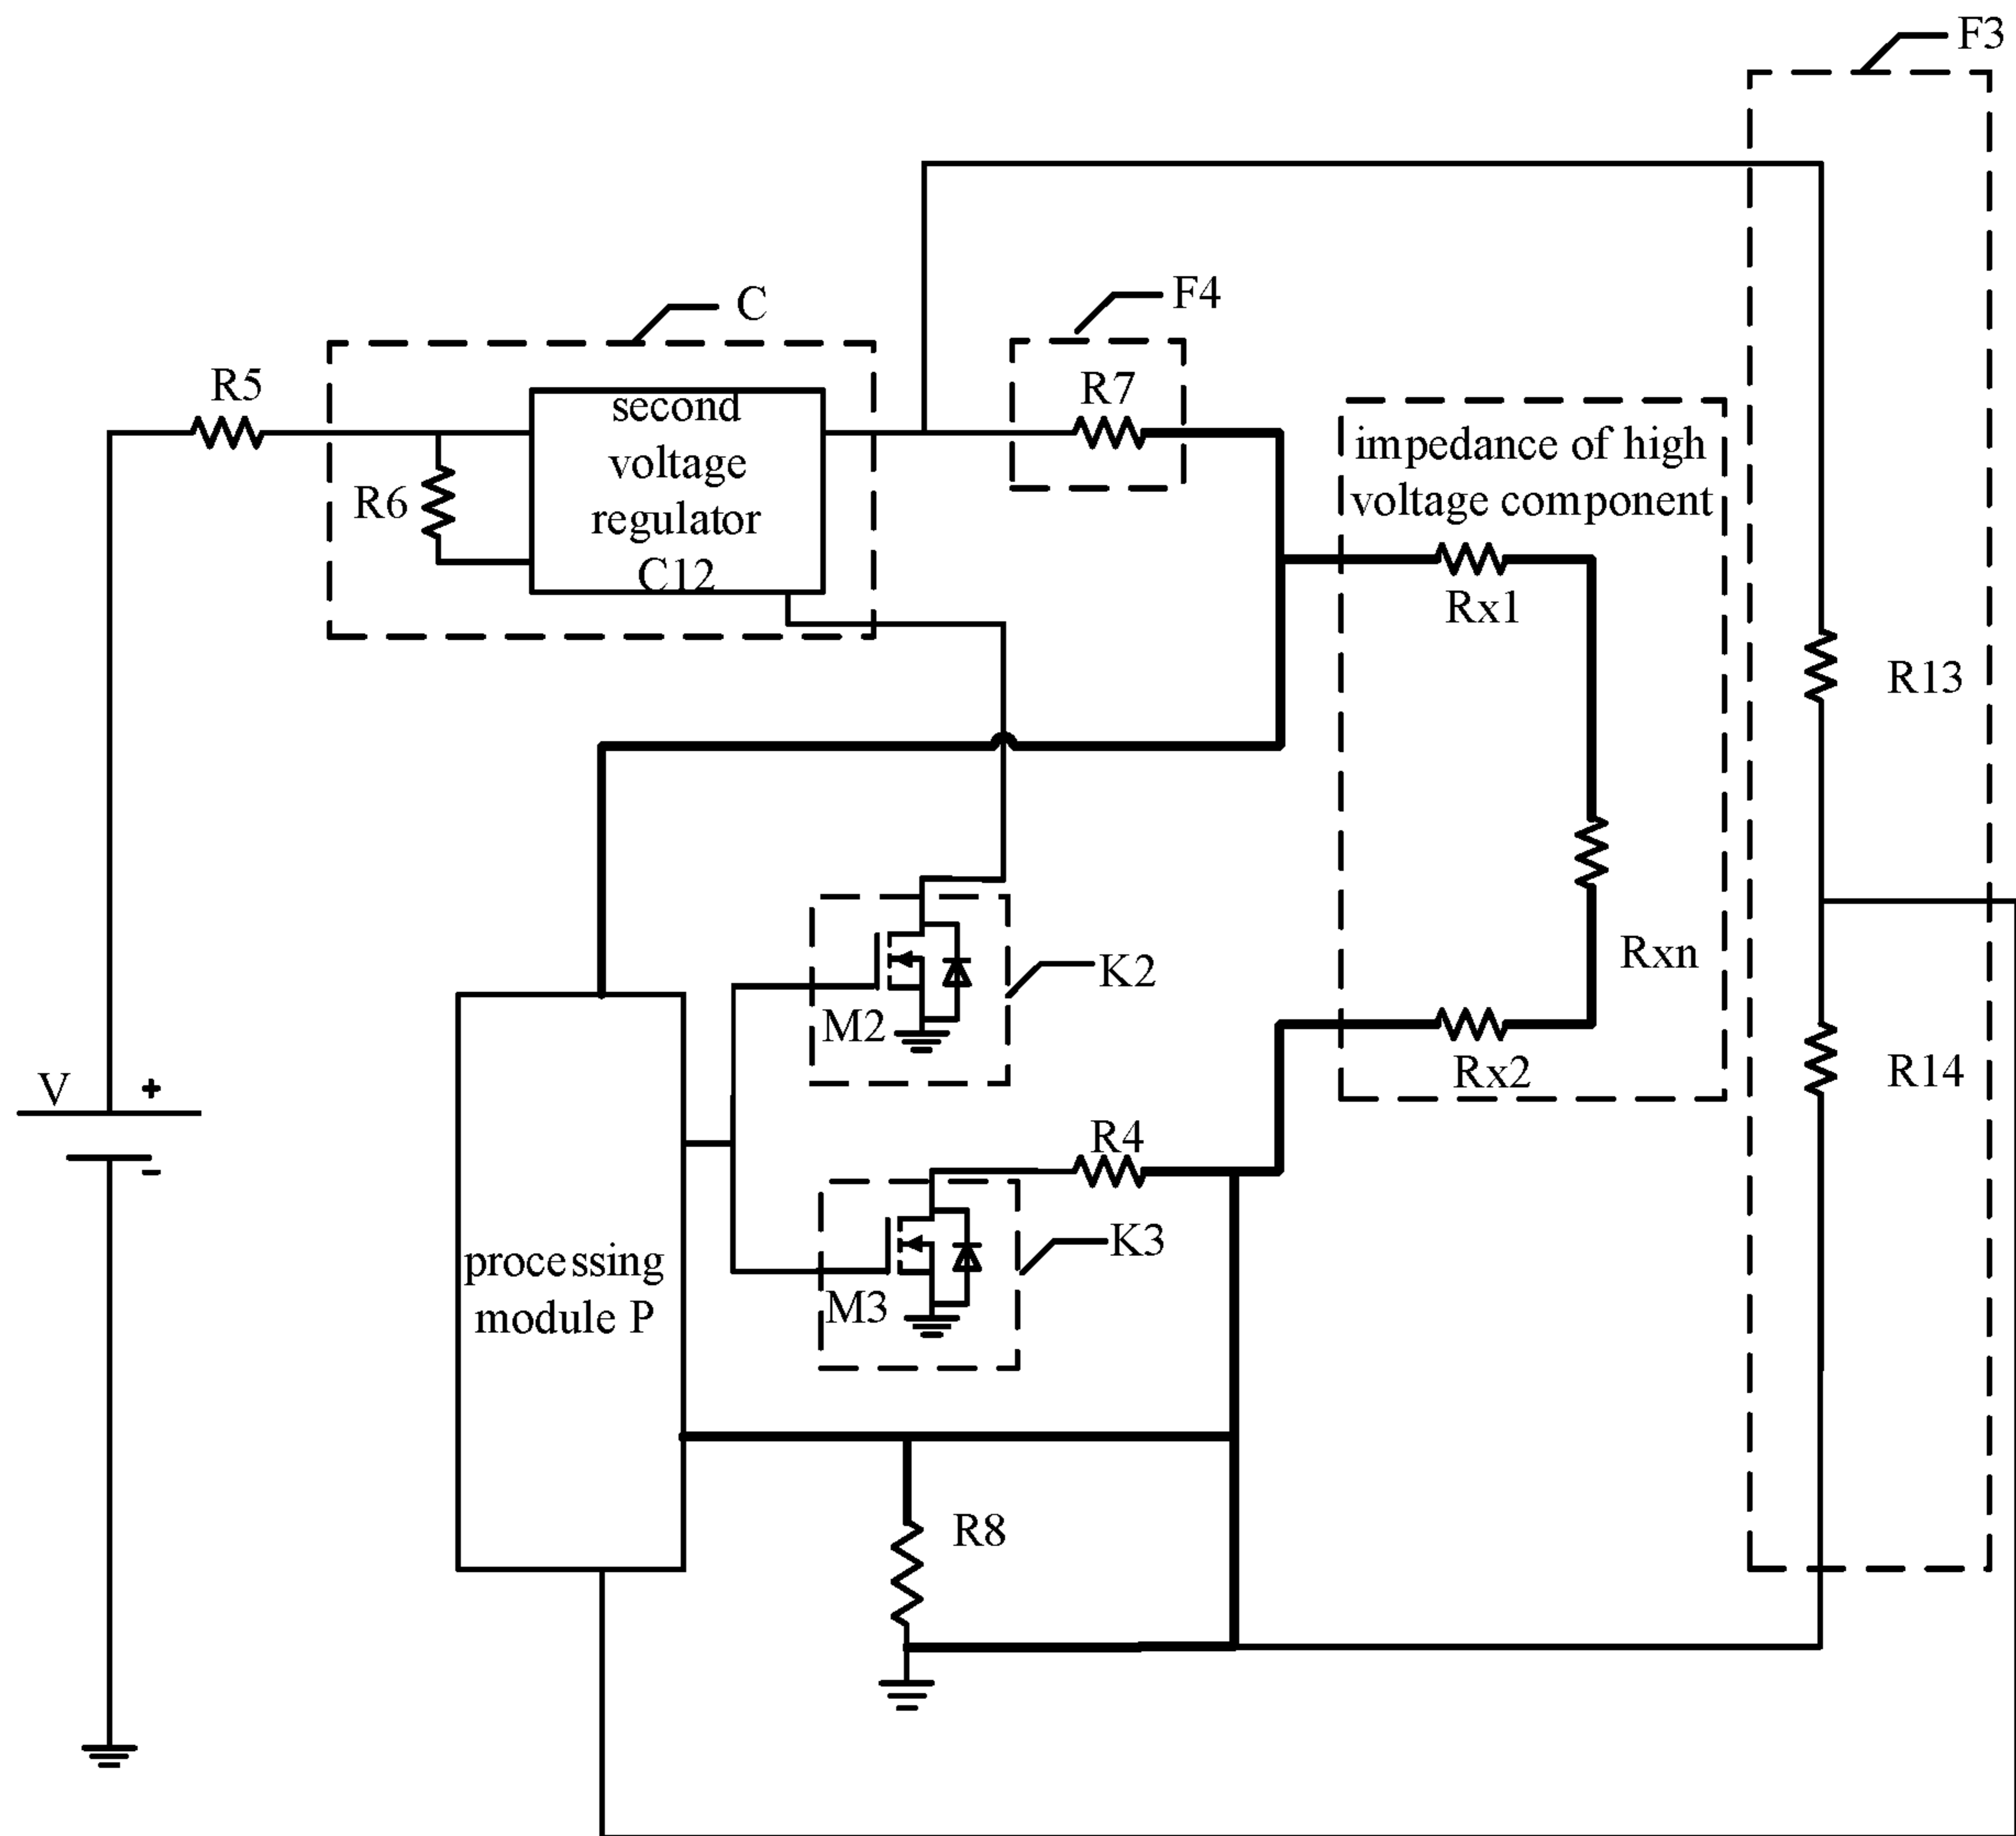 F3
C
F4
R5
R7
second
voltage
regulator
C12
R6
impedance of high
voltage component
Rx1
R13
Rxn
K2
M2
Rx2
R14
V
+
-
R4
K3
M3
processing
module P
R8